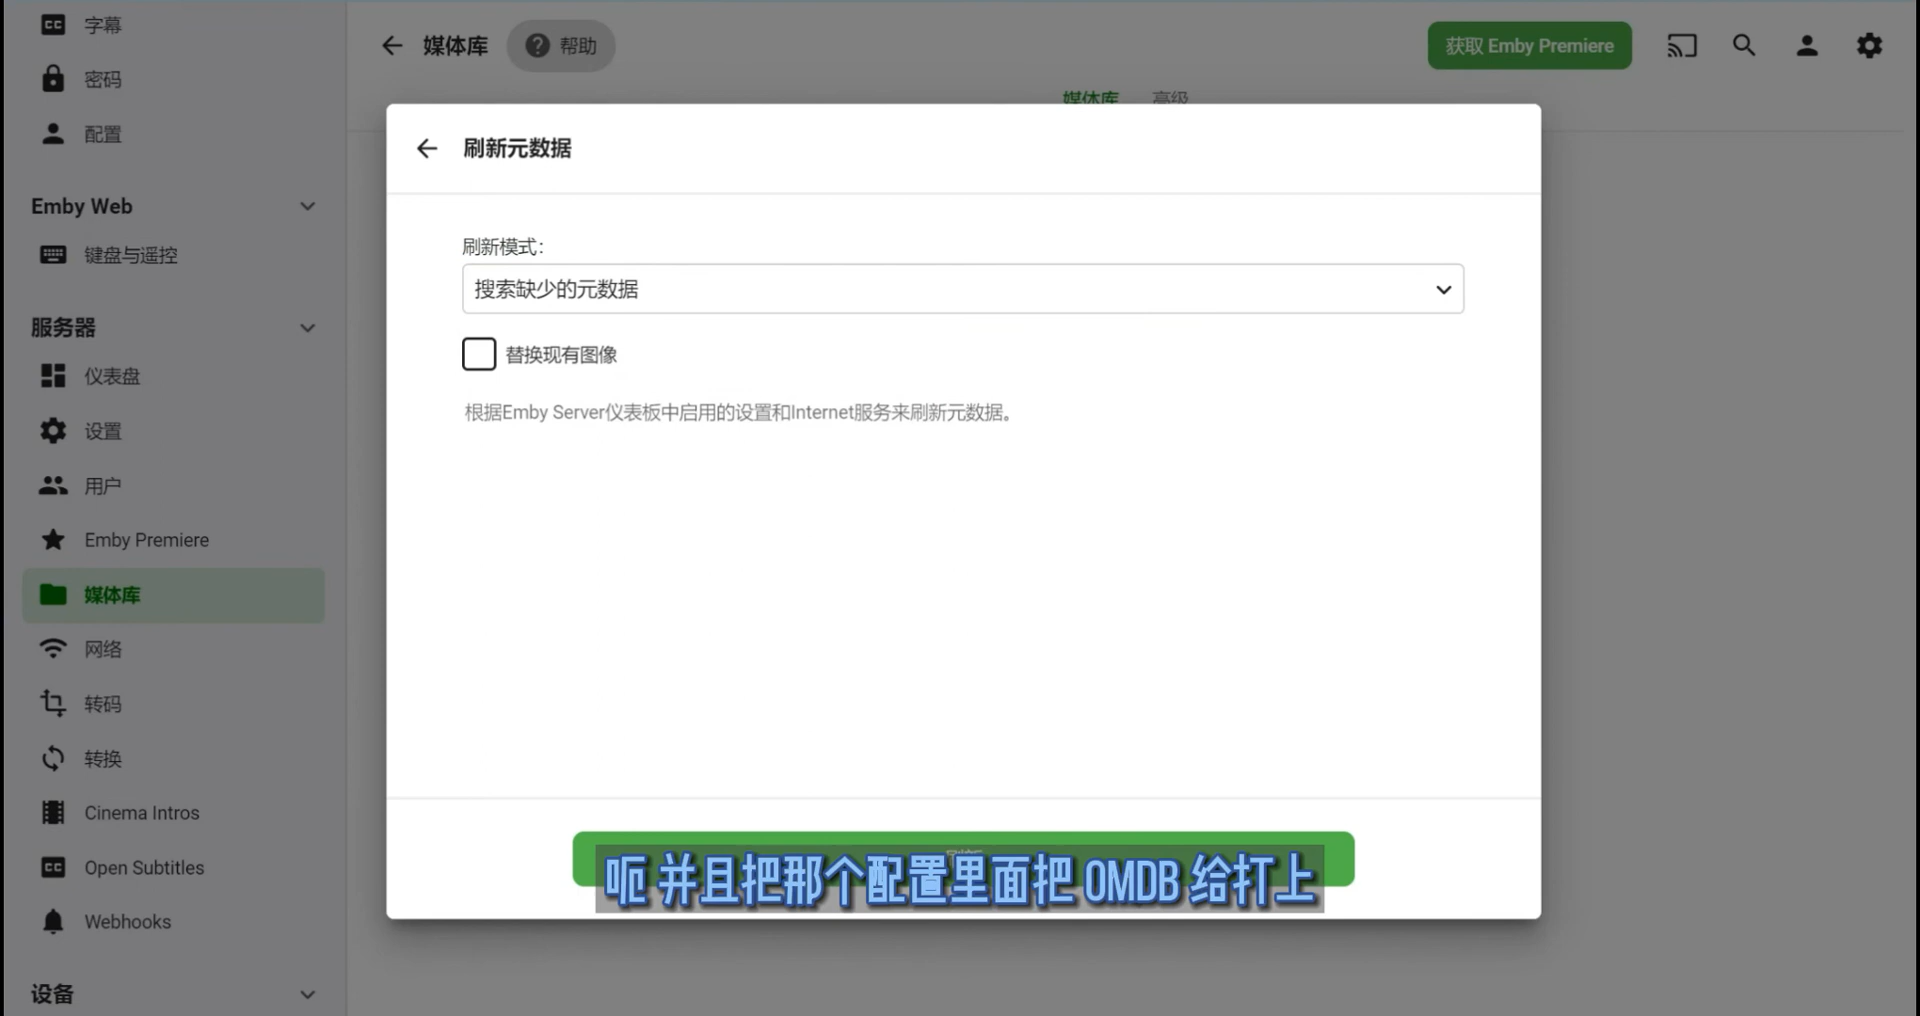 字幕
密码
配置
Emby Web
键盘与遥控
服务器
仪表盘
设置
用户
Emby Premiere
媒体库
网络
转码
转换
Cinema Intros
Open Subtitles
Webhooks
设备
媒体库
帮助
获取 Emby Premiere
媒体库 高级
刷新元数据
刷新模式:
搜索缺少的元数据
替换现有图像
根据Emby Server仪表板中启用的设置和Internet服务来刷新元数据。
呃 并且把那个配置里面把 OMDB 给打上